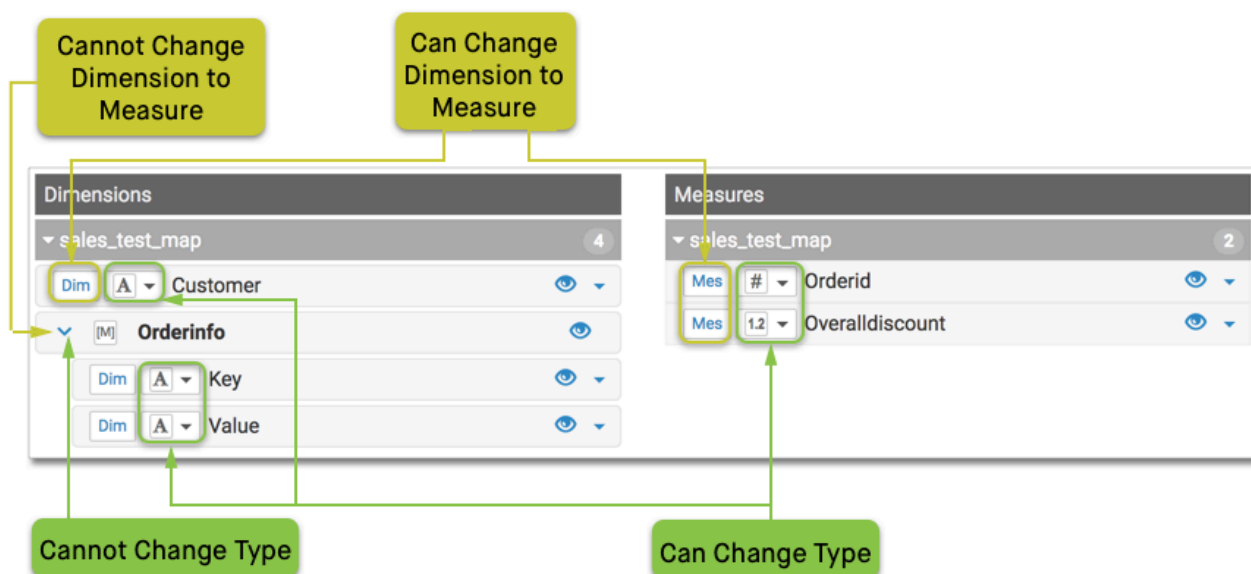 Cannot Change
Dimension to
Measure
Can Change
Dimension to
Measure
Dimensions
Measures
sales_test_map 4
sales_test_map 2
Dim A Customer
Mes # Orderid
[M] Orderinfo
Mes 1.2 Overalldiscount
Dim A Key
Dim A Value
Cannot Change Type
Can Change Type